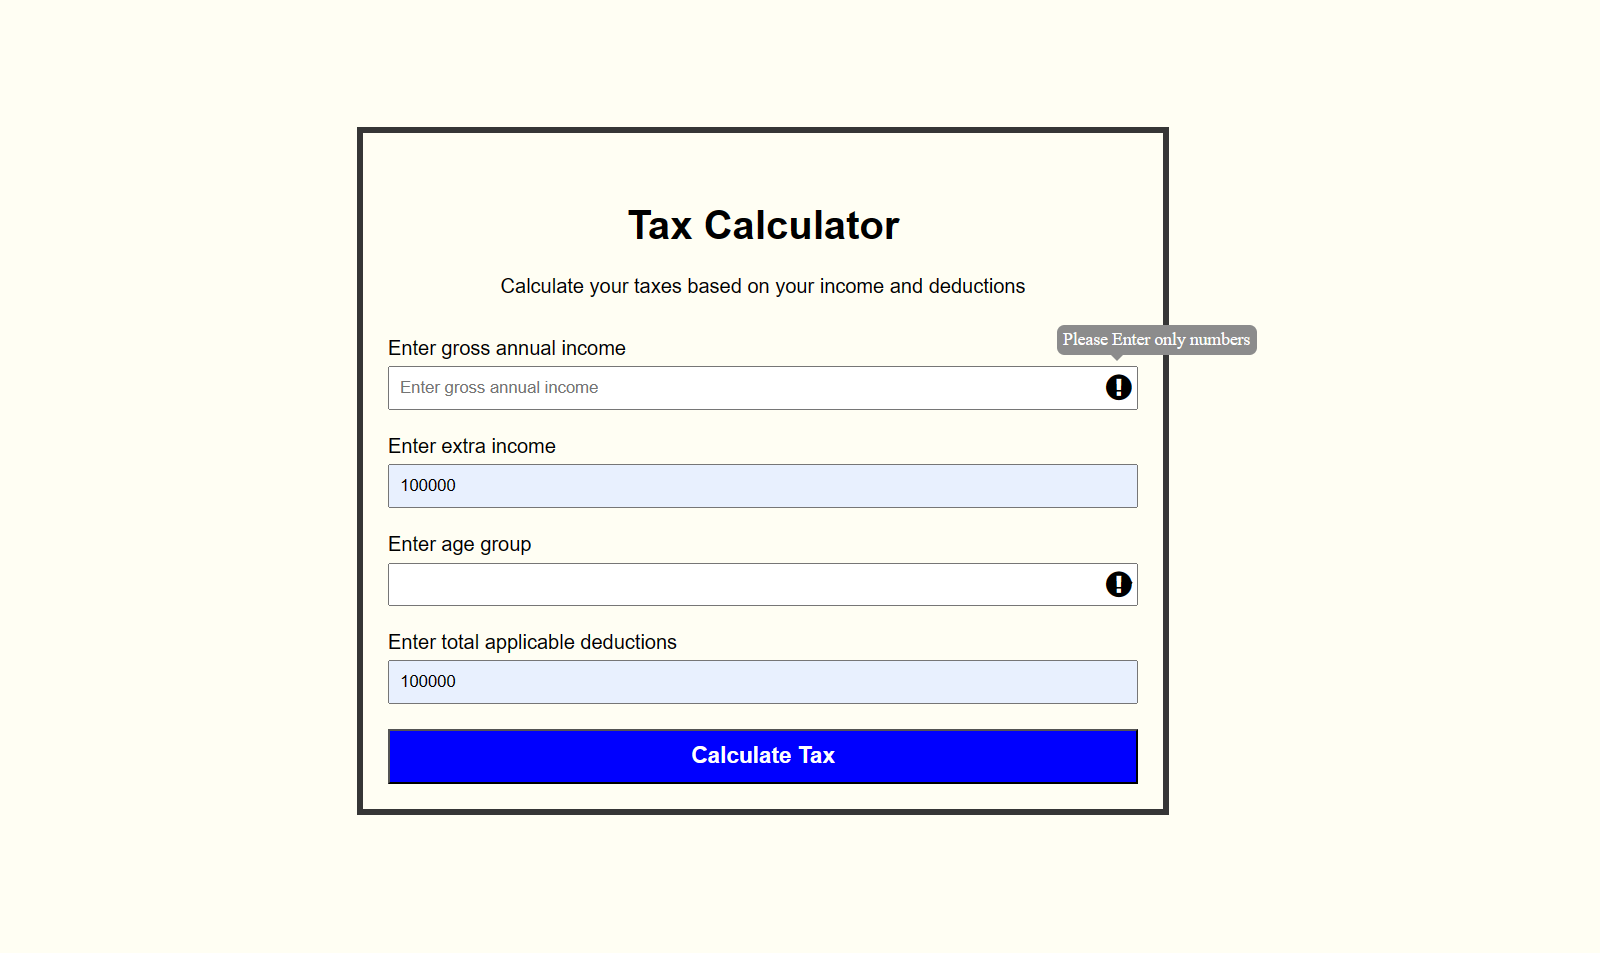 Tax Calculator
Calculate your taxes based on your income and deductions
Please Enter only numbers
Enter gross annual income
Enter gross annual income
Enter extra income
100000
Enter age group
Enter total applicable deductions
100000
Calculate Tax